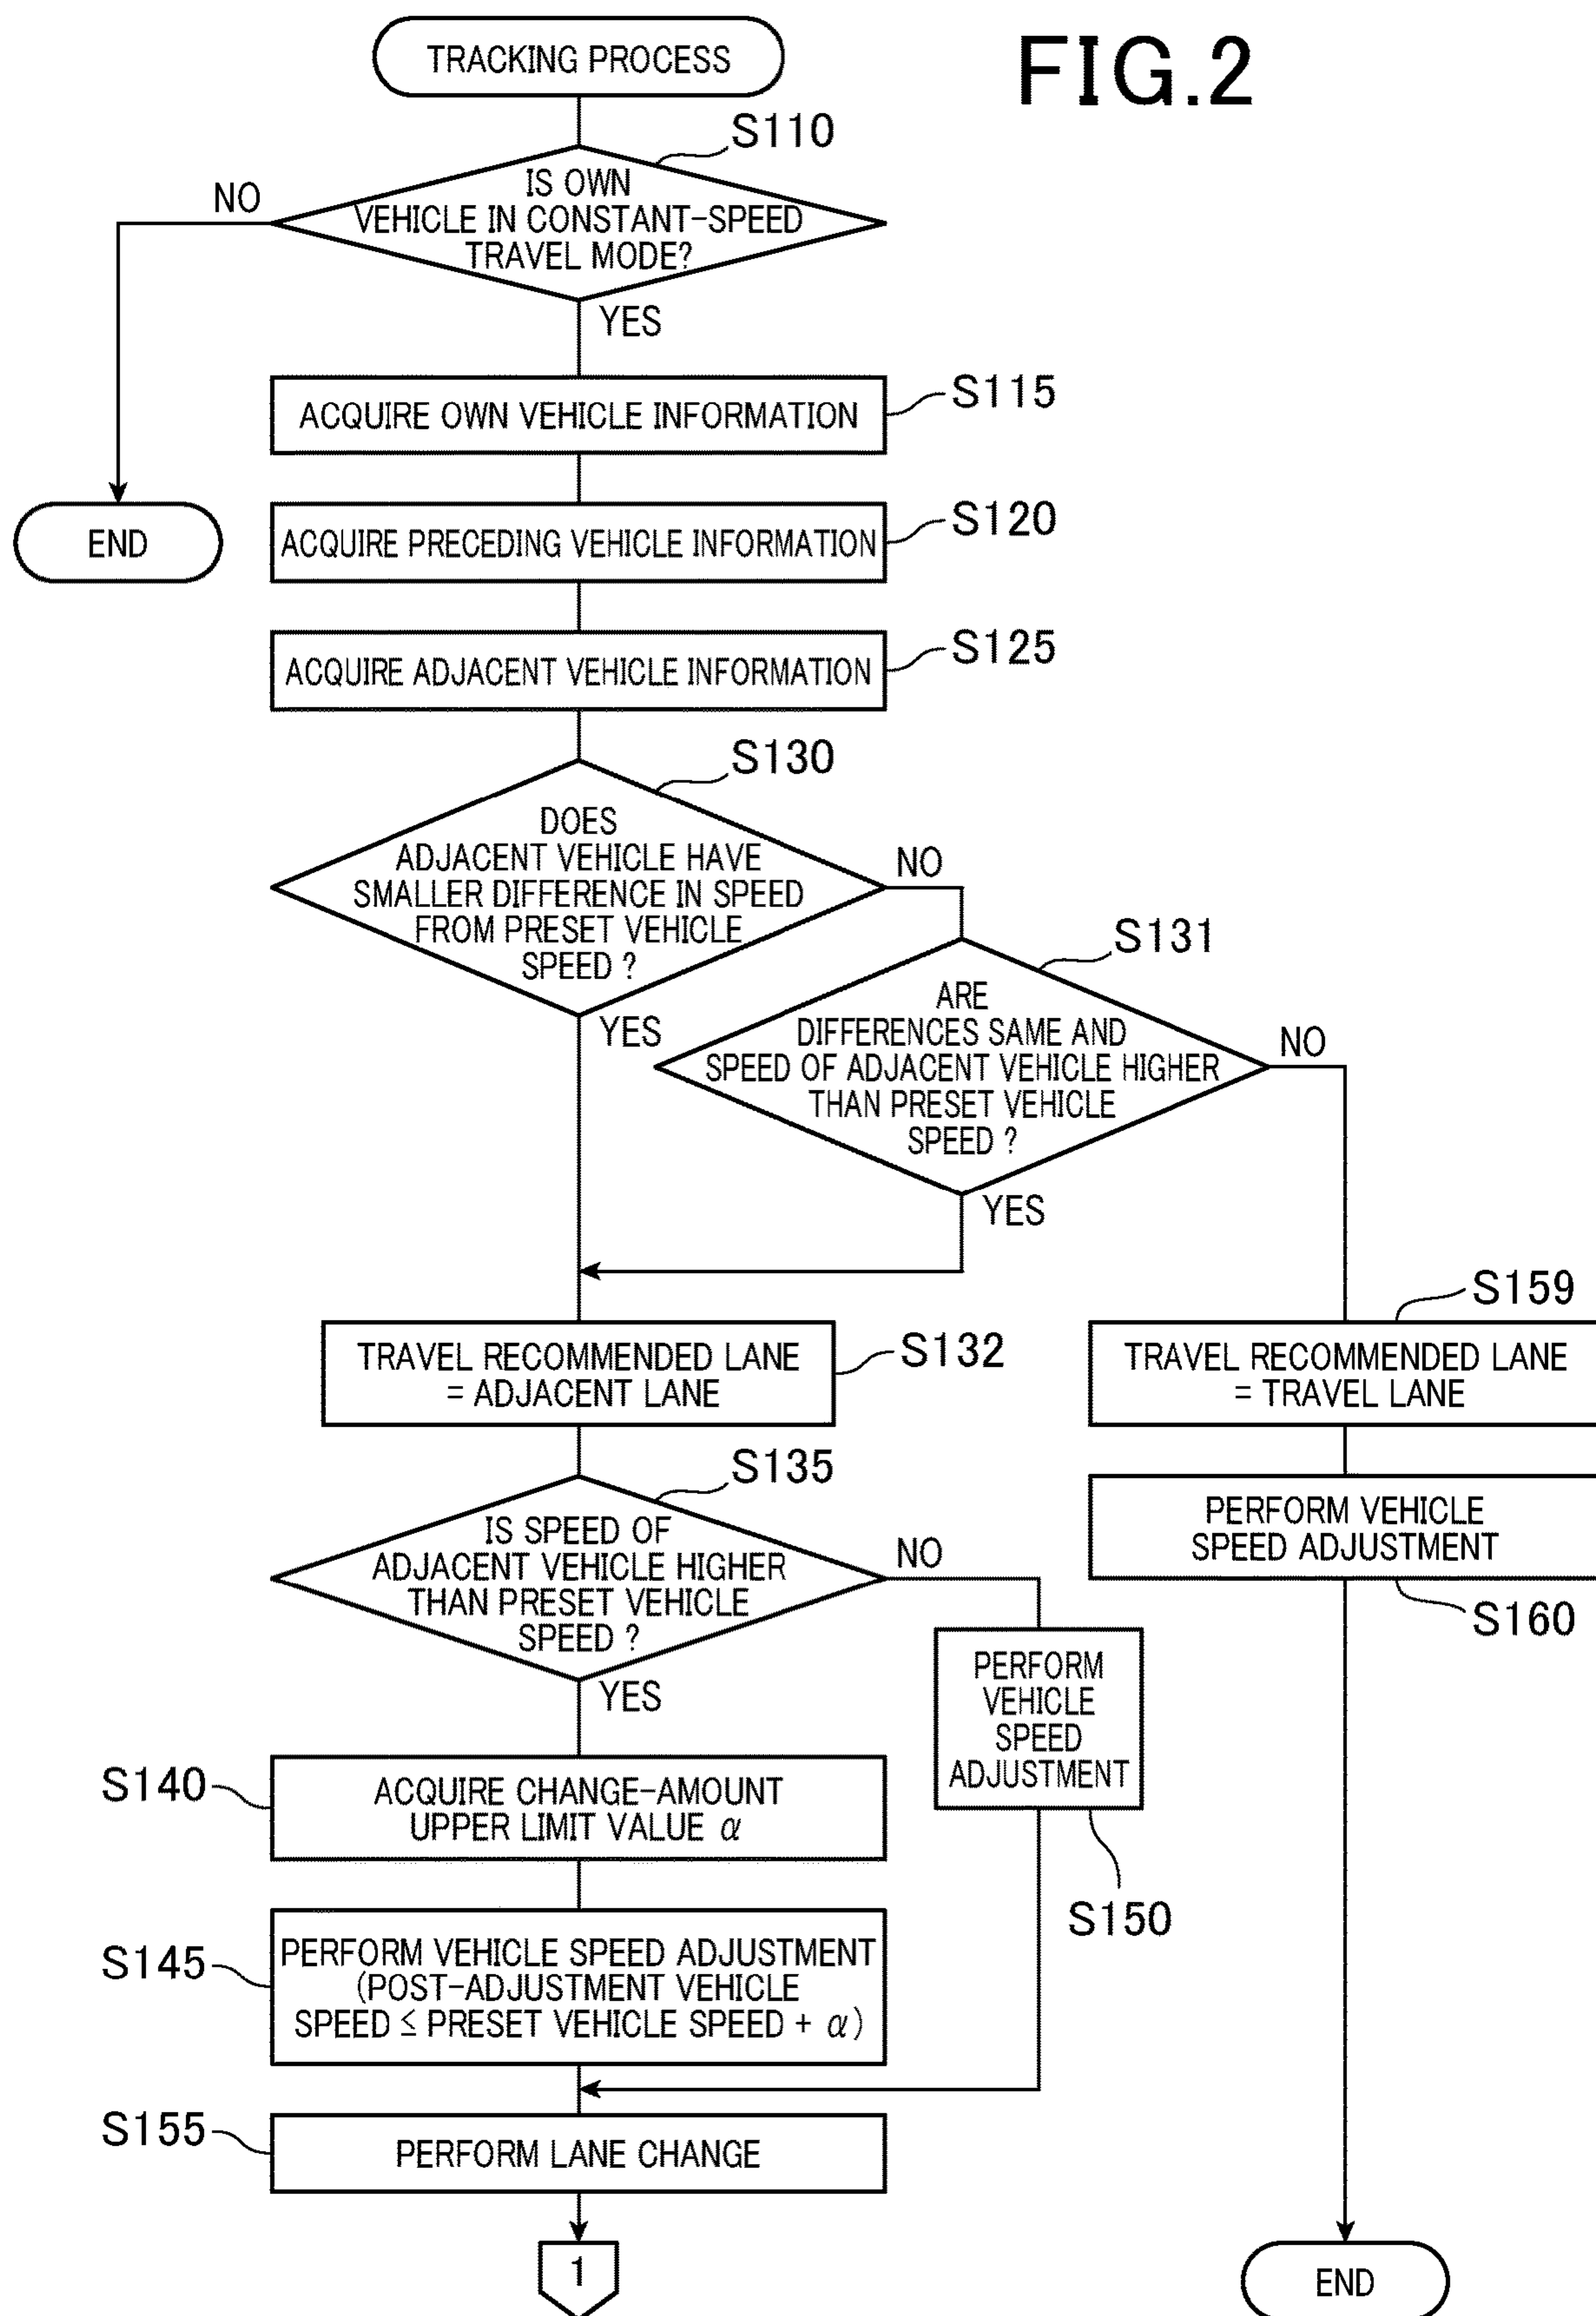 FIG.2
TRACKING PROCESS
S110
IS OWN
VEHICLE IN CONSTANT-SPEED
TRAVEL MODE?
NO
YES
S115
ACQUIRE OWN VEHICLE INFORMATION
END
S120
ACQUIRE PRECEDING VEHICLE INFORMATION
S125
ACQUIRE ADJACENT VEHICLE INFORMATION
S130
DOES
ADJACENT VEHICLE HAVE
SMALLER DIFFERENCE IN SPEED
FROM PRESET VEHICLE
SPEED ?
NO
YES
S131
ARE
DIFFERENCES SAME AND
SPEED OF ADJACENT VEHICLE HIGHER
THAN PRESET VEHICLE
SPEED ?
NO
YES
S132
TRAVEL RECOMMENDED LANE
= ADJACENT LANE
S159
TRAVEL RECOMMENDED LANE
= TRAVEL LANE
S135
IS SPEED OF
ADJACENT VEHICLE HIGHER
THAN PRESET VEHICLE
SPEED ?
NO
YES
PERFORM VEHICLE
SPEED ADJUSTMENT
S160
PERFORM
VEHICLE
SPEED
ADJUSTMENT
S150
S140
ACQUIRE CHANGE-AMOUNT
UPPER LIMIT VALUE α
S145
PERFORM VEHICLE SPEED ADJUSTMENT
(POST-ADJUSTMENT VEHICLE
SPEED ≤ PRESET VEHICLE SPEED + α)
S155
PERFORM LANE CHANGE
1
END